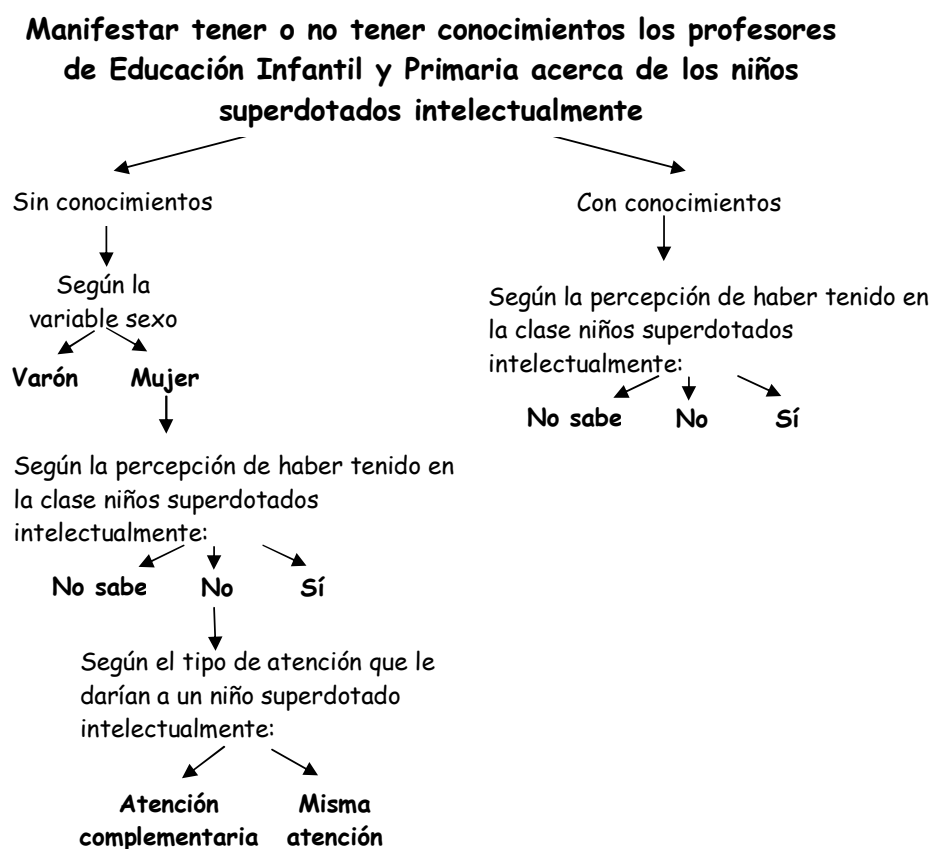 Manifestar tener o no tener conocimientos los profesores
de Educación Infantil y Primaria acerca de los niños
superdotados intelectualmente
Sin conocimientos
Con conocimientos
Según la
variable sexo
Varón
Mujer
Según la percepción de haber tenido en
la clase niños superdotados
intelectualmente:
No sabe
No
Sí
Según la percepción de haber tenido en
la clase niños superdotados
intelectualmente:
No sabe
No
Sí
Según el tipo de atención que le
darían a un niño superdotado
intelectualmente:
Atención
complementaria
Misma
atención